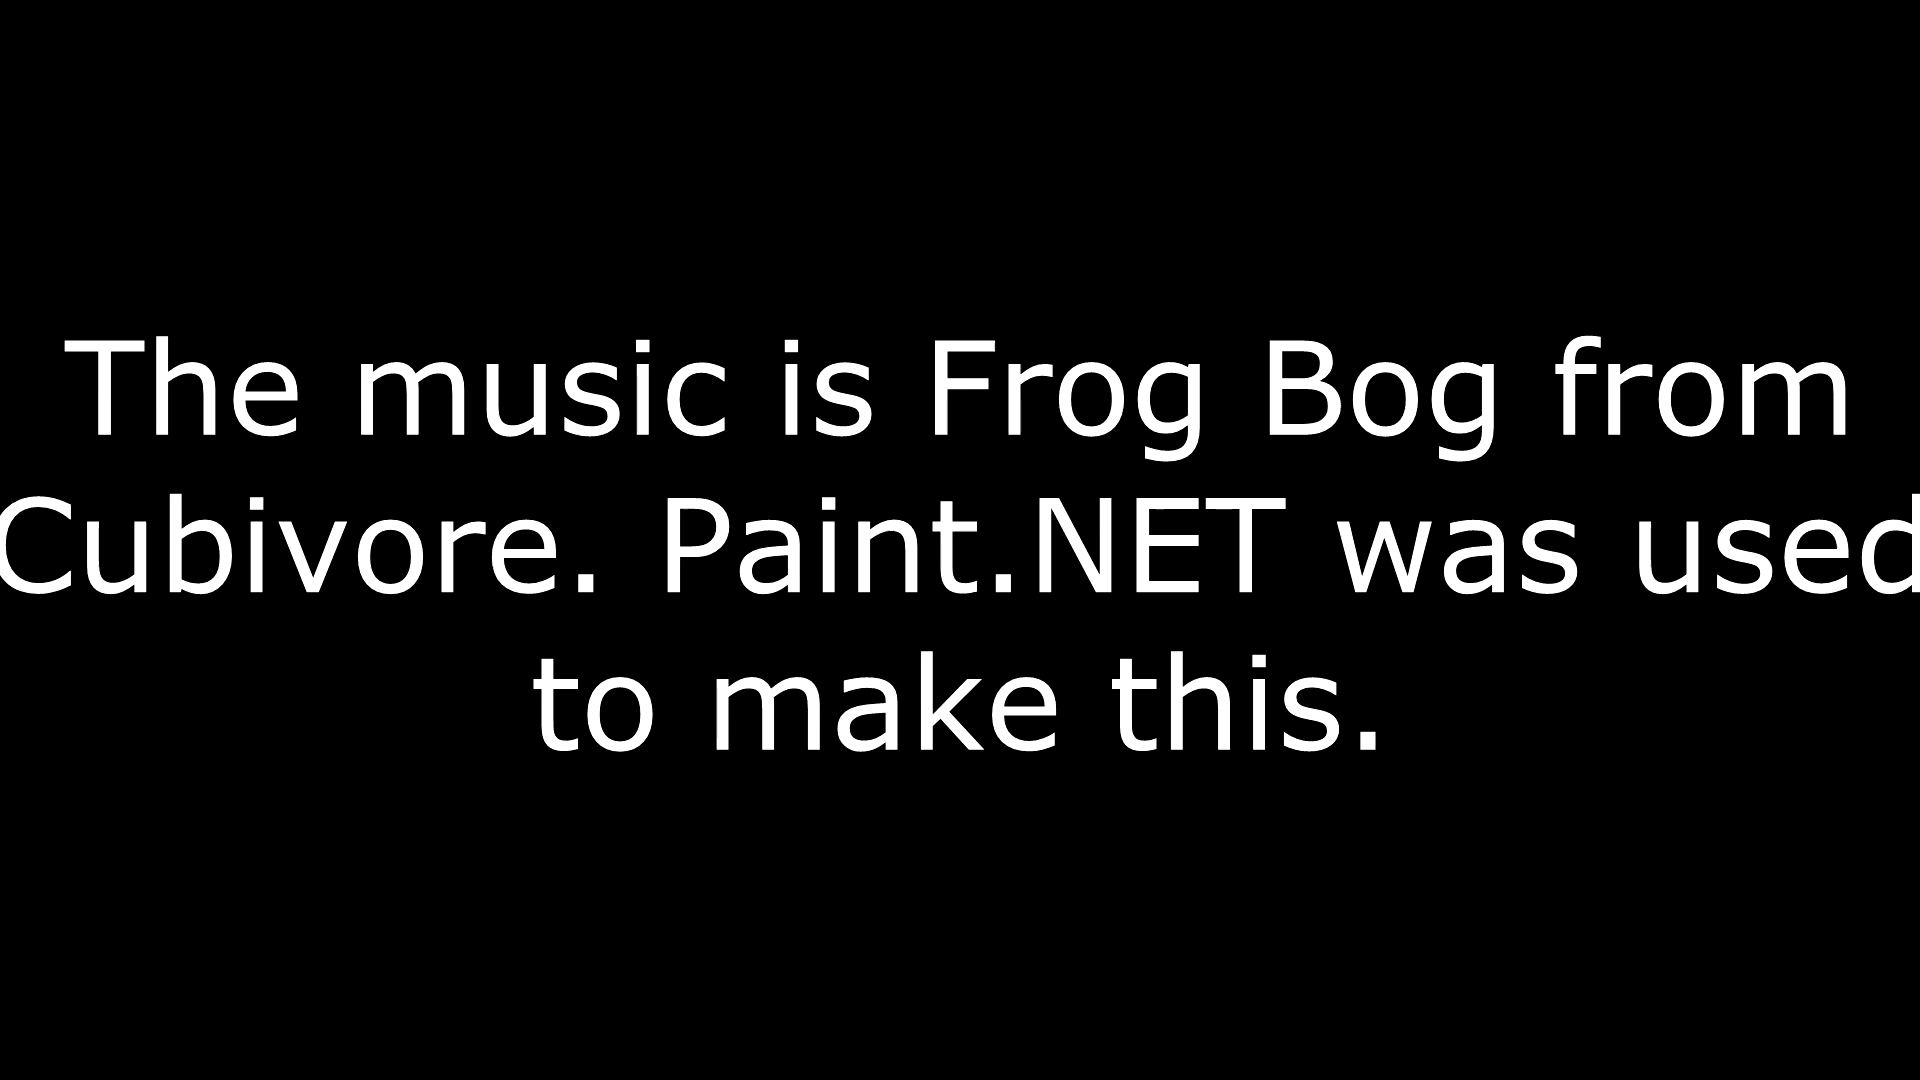 The music is Frog Bog from
Cubivore. Paint.NET was used
to make this.